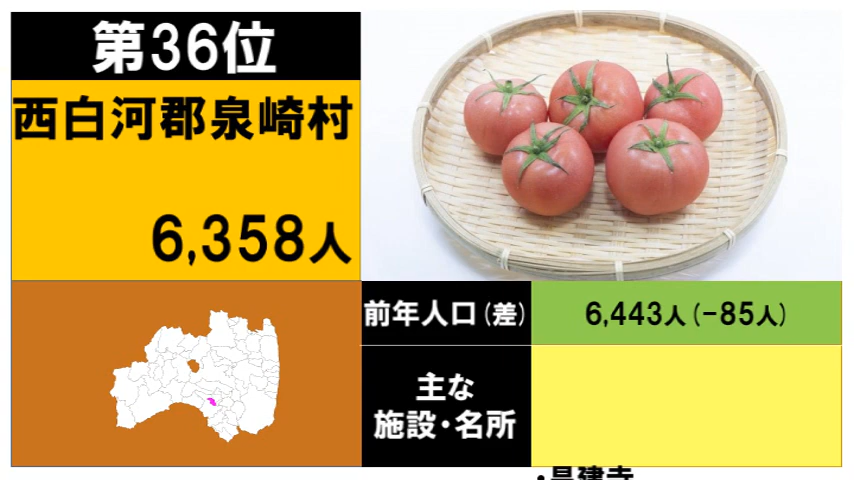 第36位
西白河郡泉崎村
6,358人
前年人口(差)
6,443人(-85人)
主な
施設・名所